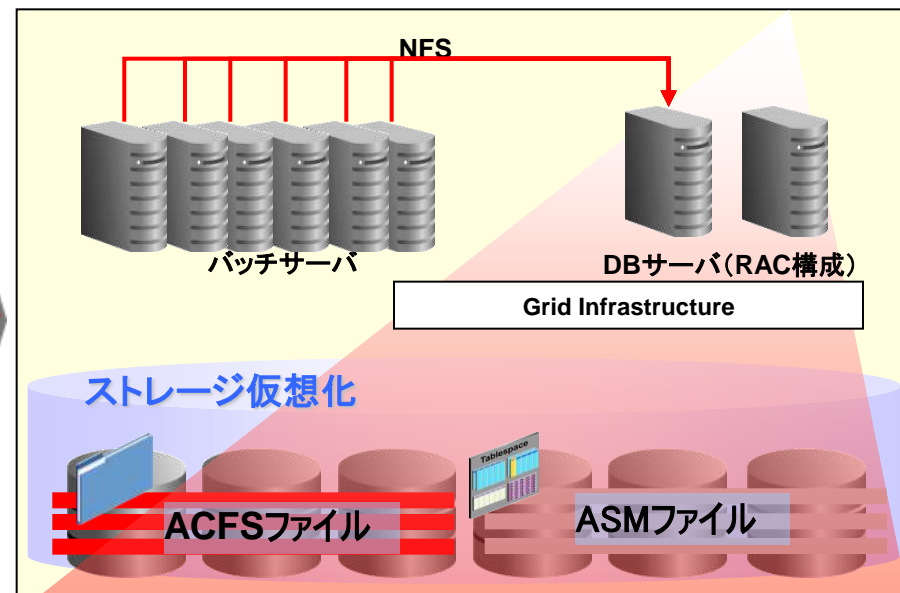 NFS
バッチサーバ
DBサーバ（RAC構成）
Grid Infrastructure
ストレージ仮想化
Tablespace
ACFSファイル
ASMファイル